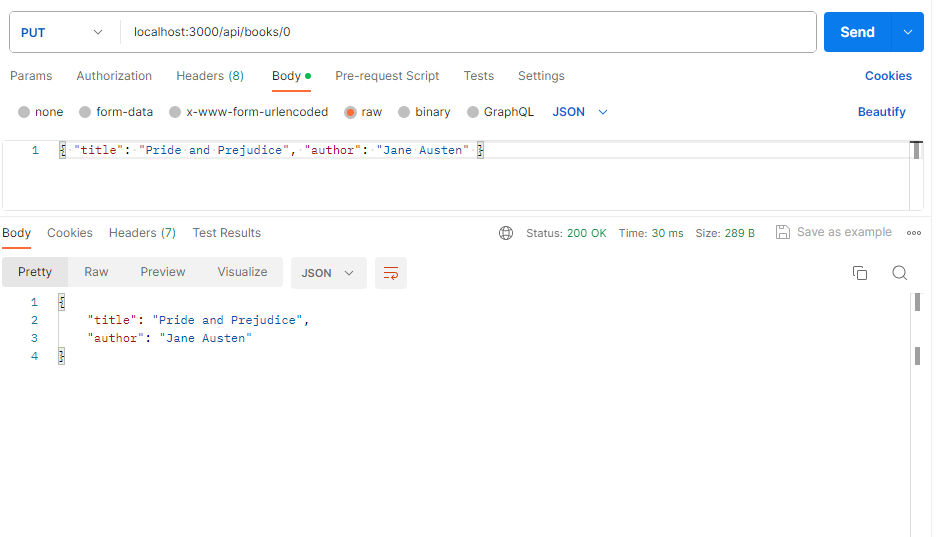 PUT localhost:3000/api/books/0 Send
Params Authorization Headers (8) Body Pre-request Script Tests Settings Cookies
none form-data x-www-form-urlencoded raw binary GraphQL JSON Beautify
1 { "title": "Pride and Prejudice", "author": "Jane Austen" }
Body Cookies Headers (7) Test Results Status: 200 OK Time: 30 ms Size: 289 B Save as example
Pretty Raw Preview Visualize JSON
1 {
2 "title": "Pride and Prejudice",
3 "author": "Jane Austen"
4 }